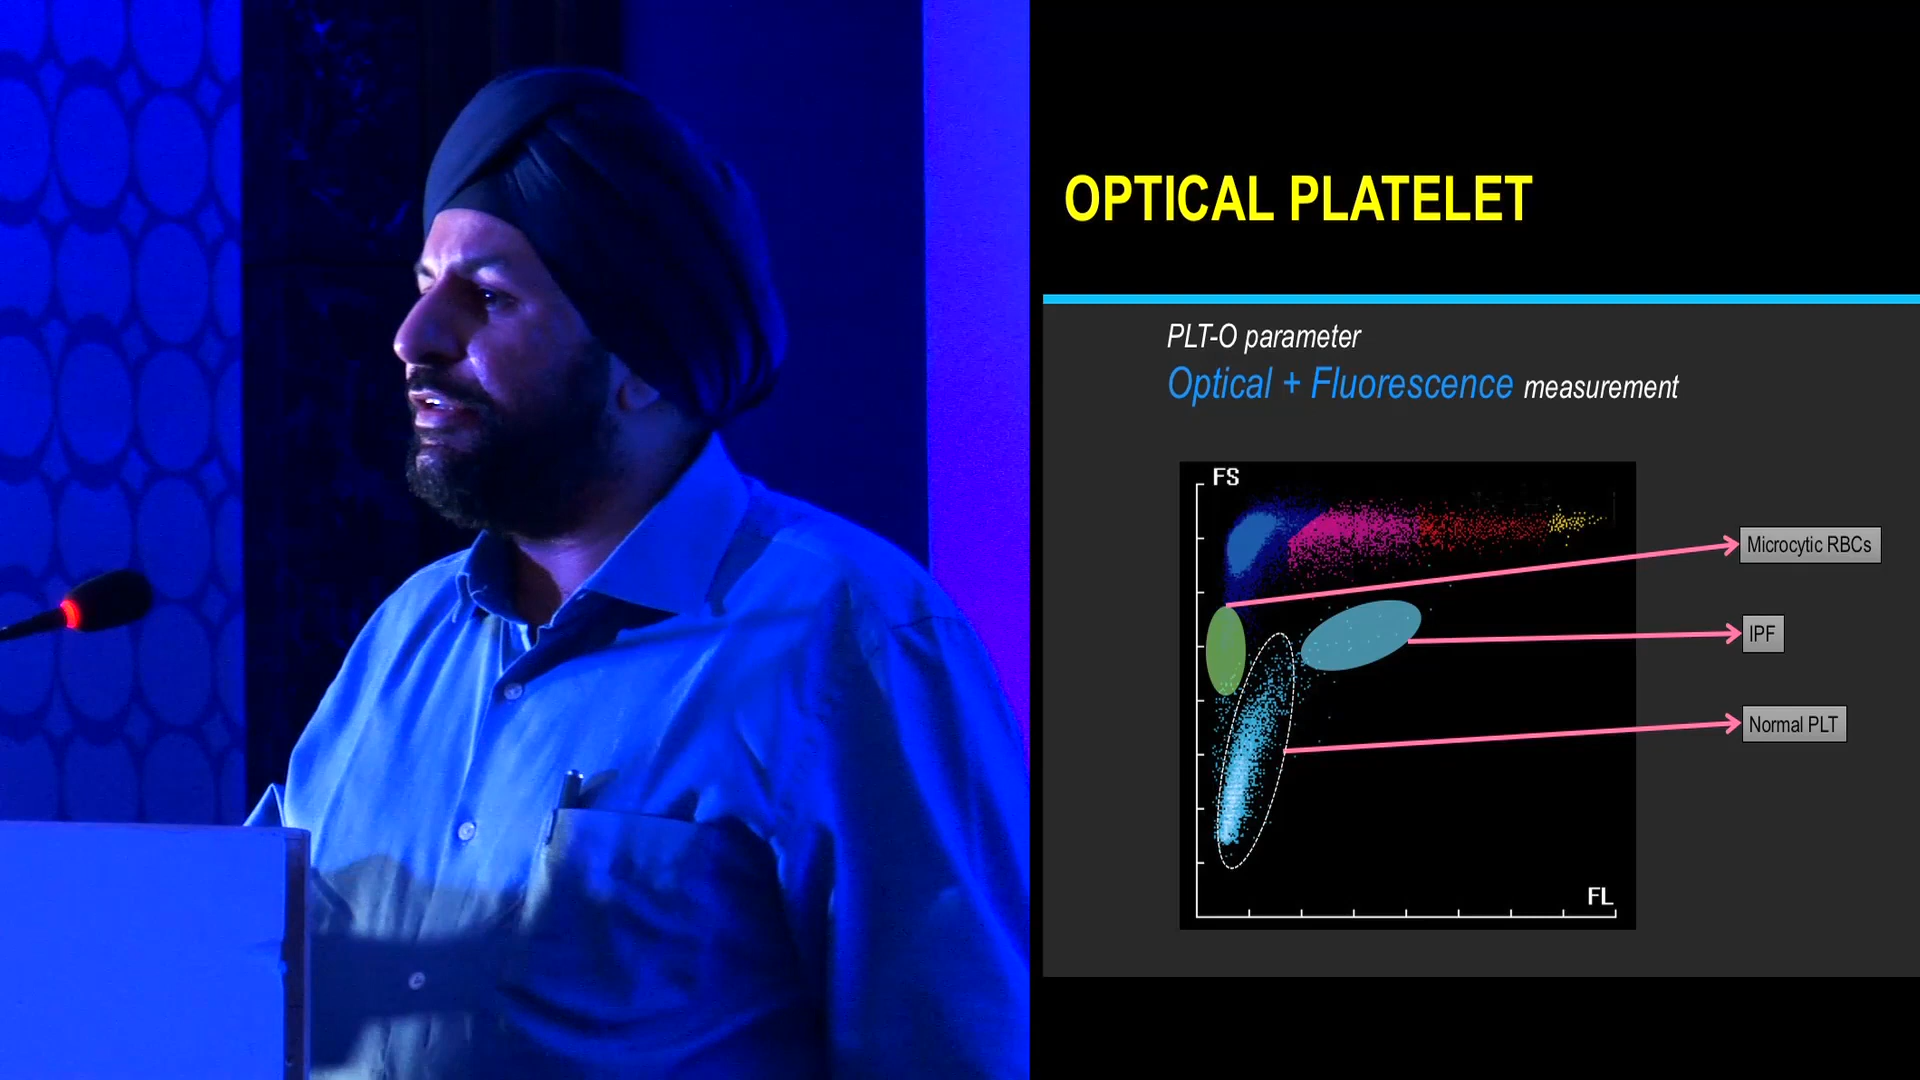 OPTICAL PLATELET
PLT-O parameter
Optical + Fluorescence measurement
FS
Microcytic RBCs
IPF
Normal PLT
FL